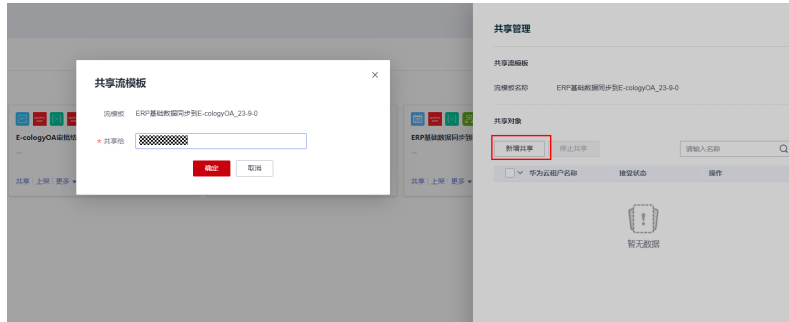 共享管理
共享流模板
流模板名称 ERP基础数据同步到E-cologyOA_23-9-0
共享对象
新增共享 停止共享 请输入名称
华为云租户名称 接受状态 操作
暂无数据
共享流模板
流模板 ERP基础数据同步到E-cologyOA_23-9-0
* 共享给
确定 取消
E-cologyOA审批结
...
共享 上架 更多
ERP基础数据同步到
...
共享 上架 更多